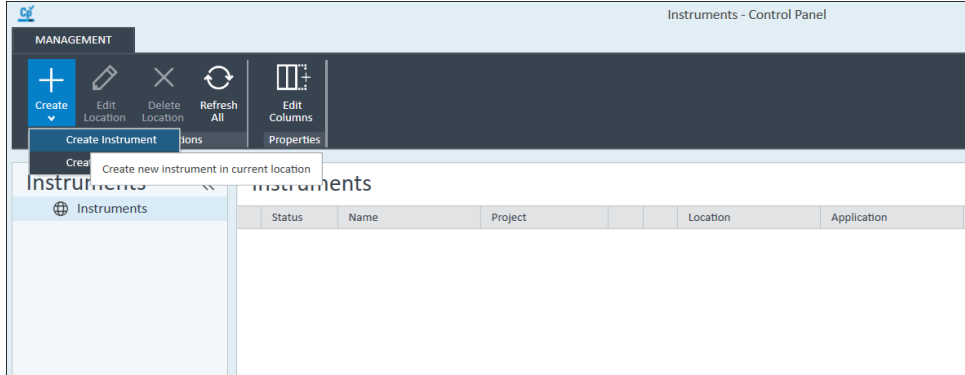 Cp
Instruments - Control Panel
MANAGEMENT
Create Edit Location Delete Location Refresh All Edit Columns
Properties
Create Instrument
Create new instrument in current location
Instruments
Instruments
Status Name Project Location Application